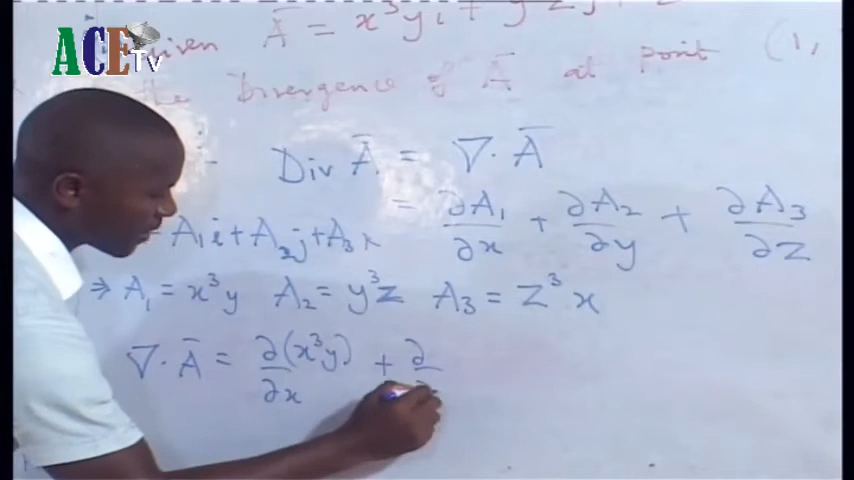 ACE TV
Given Ā = x³yi +
the Divergence of Ā at point (1,
Div Ā = ∇ · Ā
= ∂A₁/∂x + ∂A₂/∂y + ∂A₃/∂z
A₁i + A₂j + A₃k
⇒ A₁ = x³y A₂ = y³z A₃ = z³x
∇ · Ā = ∂(x³y)/∂x + ∂